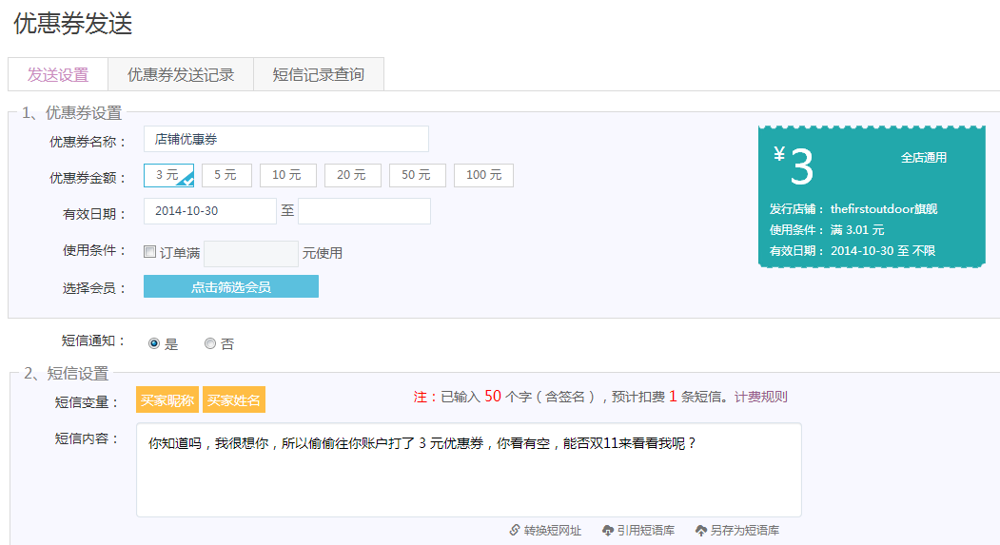 优惠券发送
发送设置 优惠券发送记录 短信记录查询
1、优惠券设置
优惠券名称： 店铺优惠券
优惠券金额： 3 元 5 元 10 元 20 元 50 元 100 元
有效日期： 2014-10-30 至
使用条件： 订单满 元使用
选择会员： 点击筛选会员
¥ 3 全店通用
发行店铺： thefirstoutdoor旗舰
使用条件： 满 3.01 元
有效日期： 2014-10-30 至 不限
短信通知： 是 否
2、短信设置
短信变量： 买家昵称 买家姓名 注：已输入 50 个字（含签名），预计扣费 1 条短信。计费规则
短信内容： 你知道吗，我很想你，所以偷偷往你账户打了 3 元优惠券，你看有空，能否双11来看看我呢？
转换短网址 引用短语库 另存为短语库